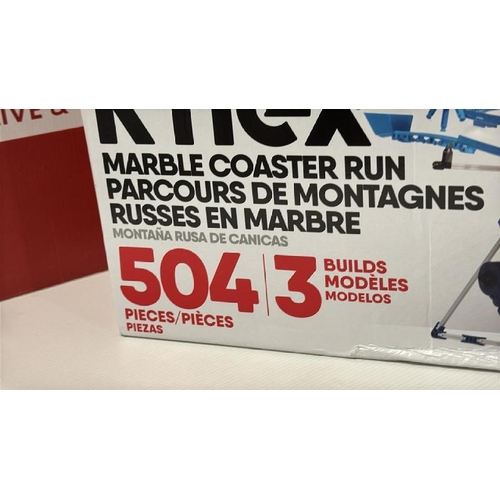 K'nex
MARBLE COASTER RUN
PARCOURS DE MONTAGNES
RUSSES EN MARBRE
MONTAÑA RUSA DE CANICAS
504 3
BUILDS
MODÈLES
MODELOS
PIECES/PIÈCES
PIEZAS